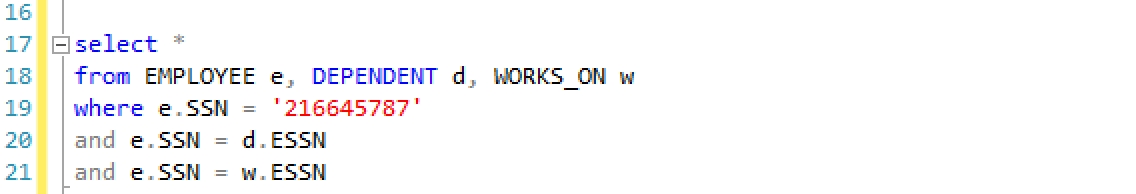 16
17 select *
18 from EMPLOYEE e, DEPENDENT d, WORKS_ON w
19 where e.SSN = '216645787'
20 and e.SSN = d.ESSN
21 and e.SSN = w.ESSN